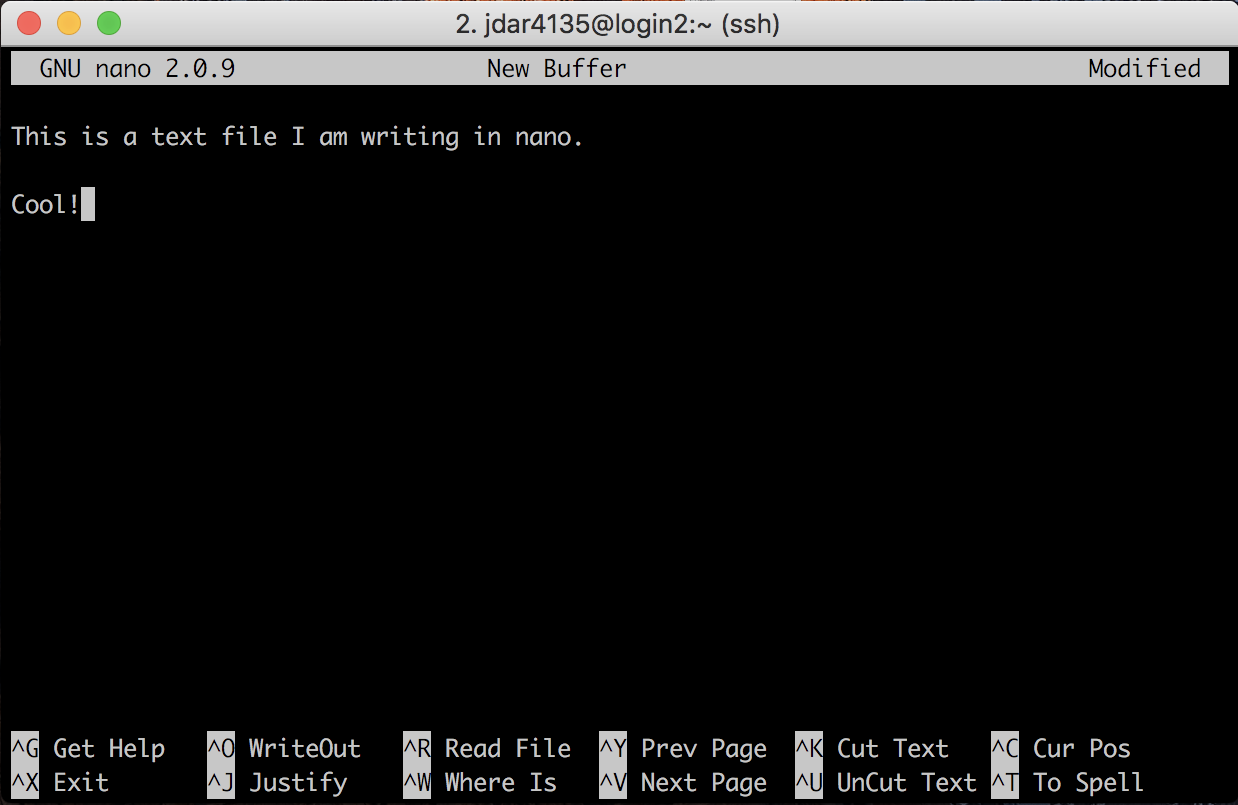 2. jdar4135@login2:~ (ssh)
GNU nano 2.0.9 New Buffer Modified
This is a text file I am writing in nano.
Cool!
^G Get Help ^O WriteOut ^R Read File ^Y Prev Page ^K Cut Text ^C Cur Pos
^X Exit ^J Justify ^W Where Is ^V Next Page ^U UnCut Text ^T To Spell